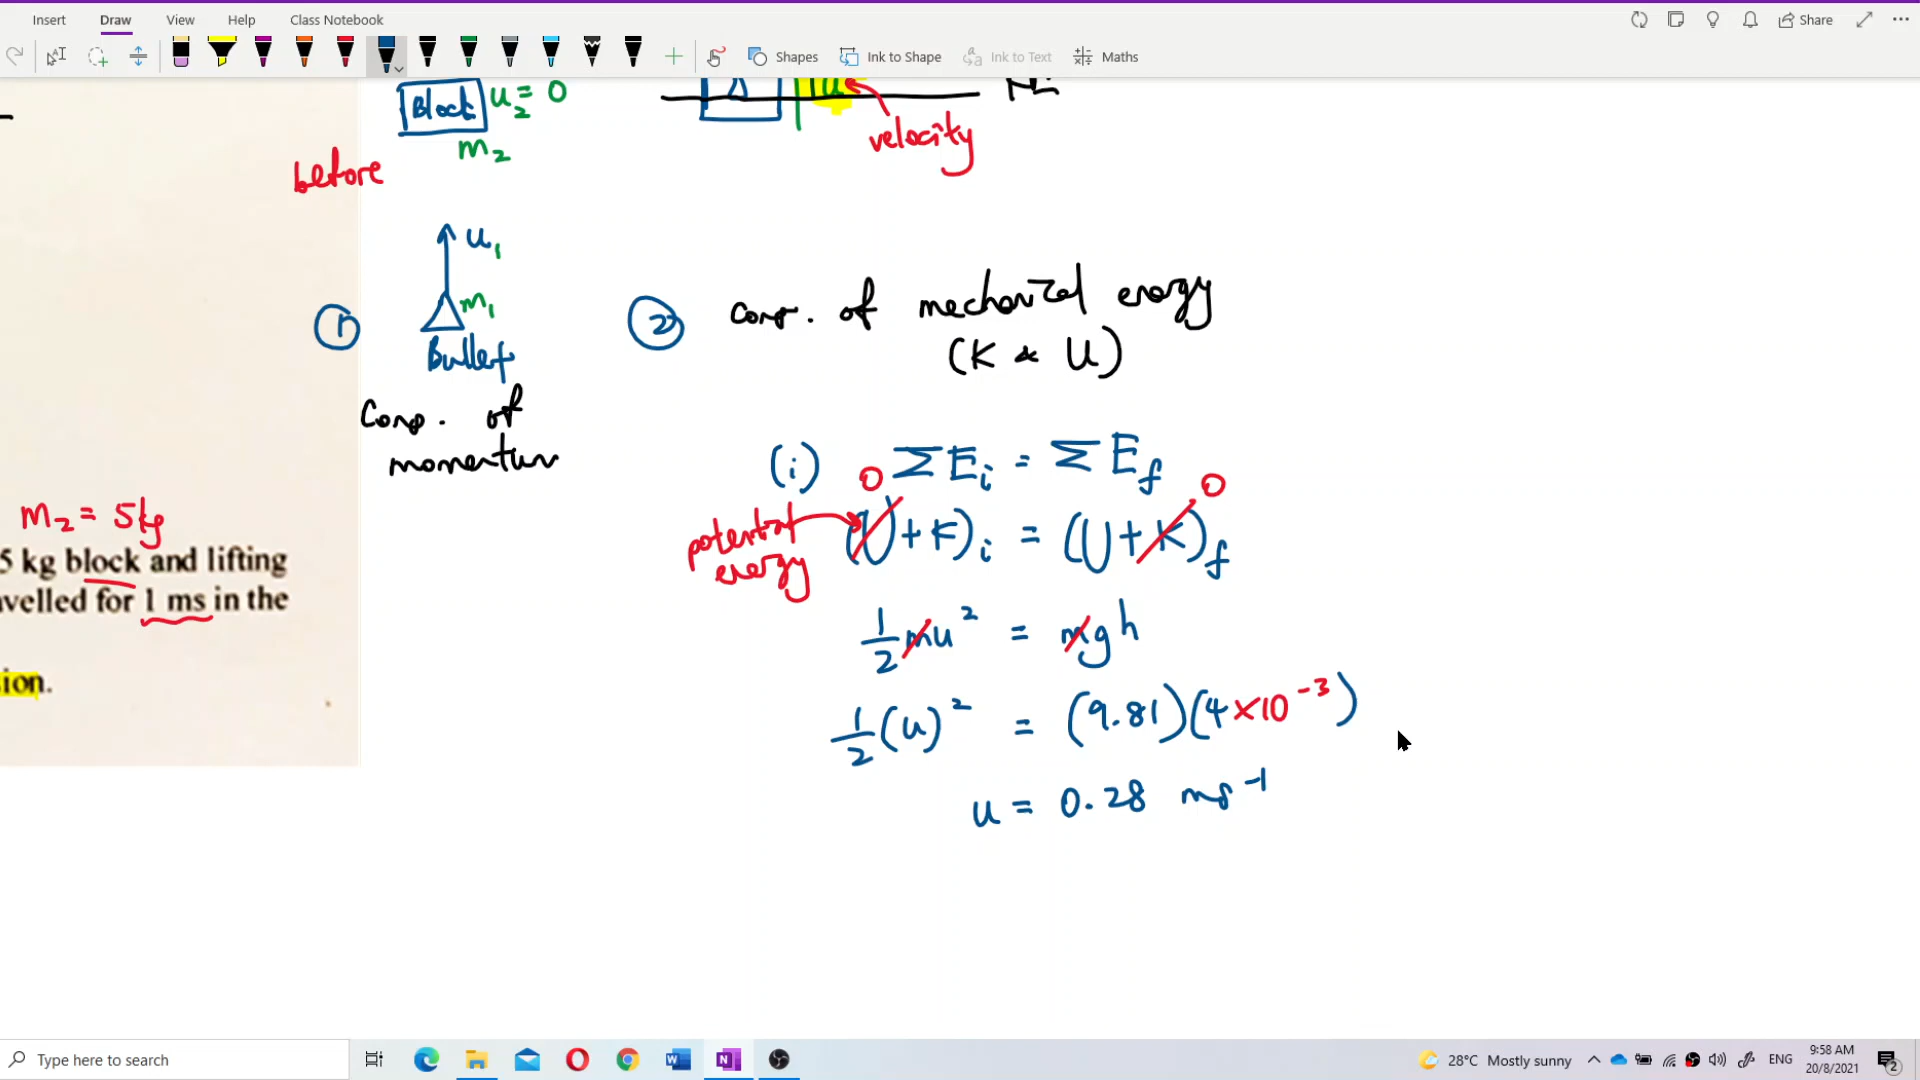 Insert Draw View Help Class Notebook Share
Shapes Ink to Shape Ink to Text Maths
Block u₂ = 0
m₂
u
velocity
before
u₁
m₁
①
Bullet
Cons. of
momentum
② cons. of mechanical energy
(K & U)
(i) ΣEᵢ = ΣE_f
0 0
(U + K)ᵢ = (U + K)_f
potential
energy
½mu² = mgh
½(u)² = (9.81)(4 ×10⁻³)
u = 0.28 ms⁻¹
m₂ = 5kg
5 kg block and lifting
velled for 1 ms in the
ion.
Type here to search
28°C Mostly sunny ENG 9:58 AM
20/8/2021
2